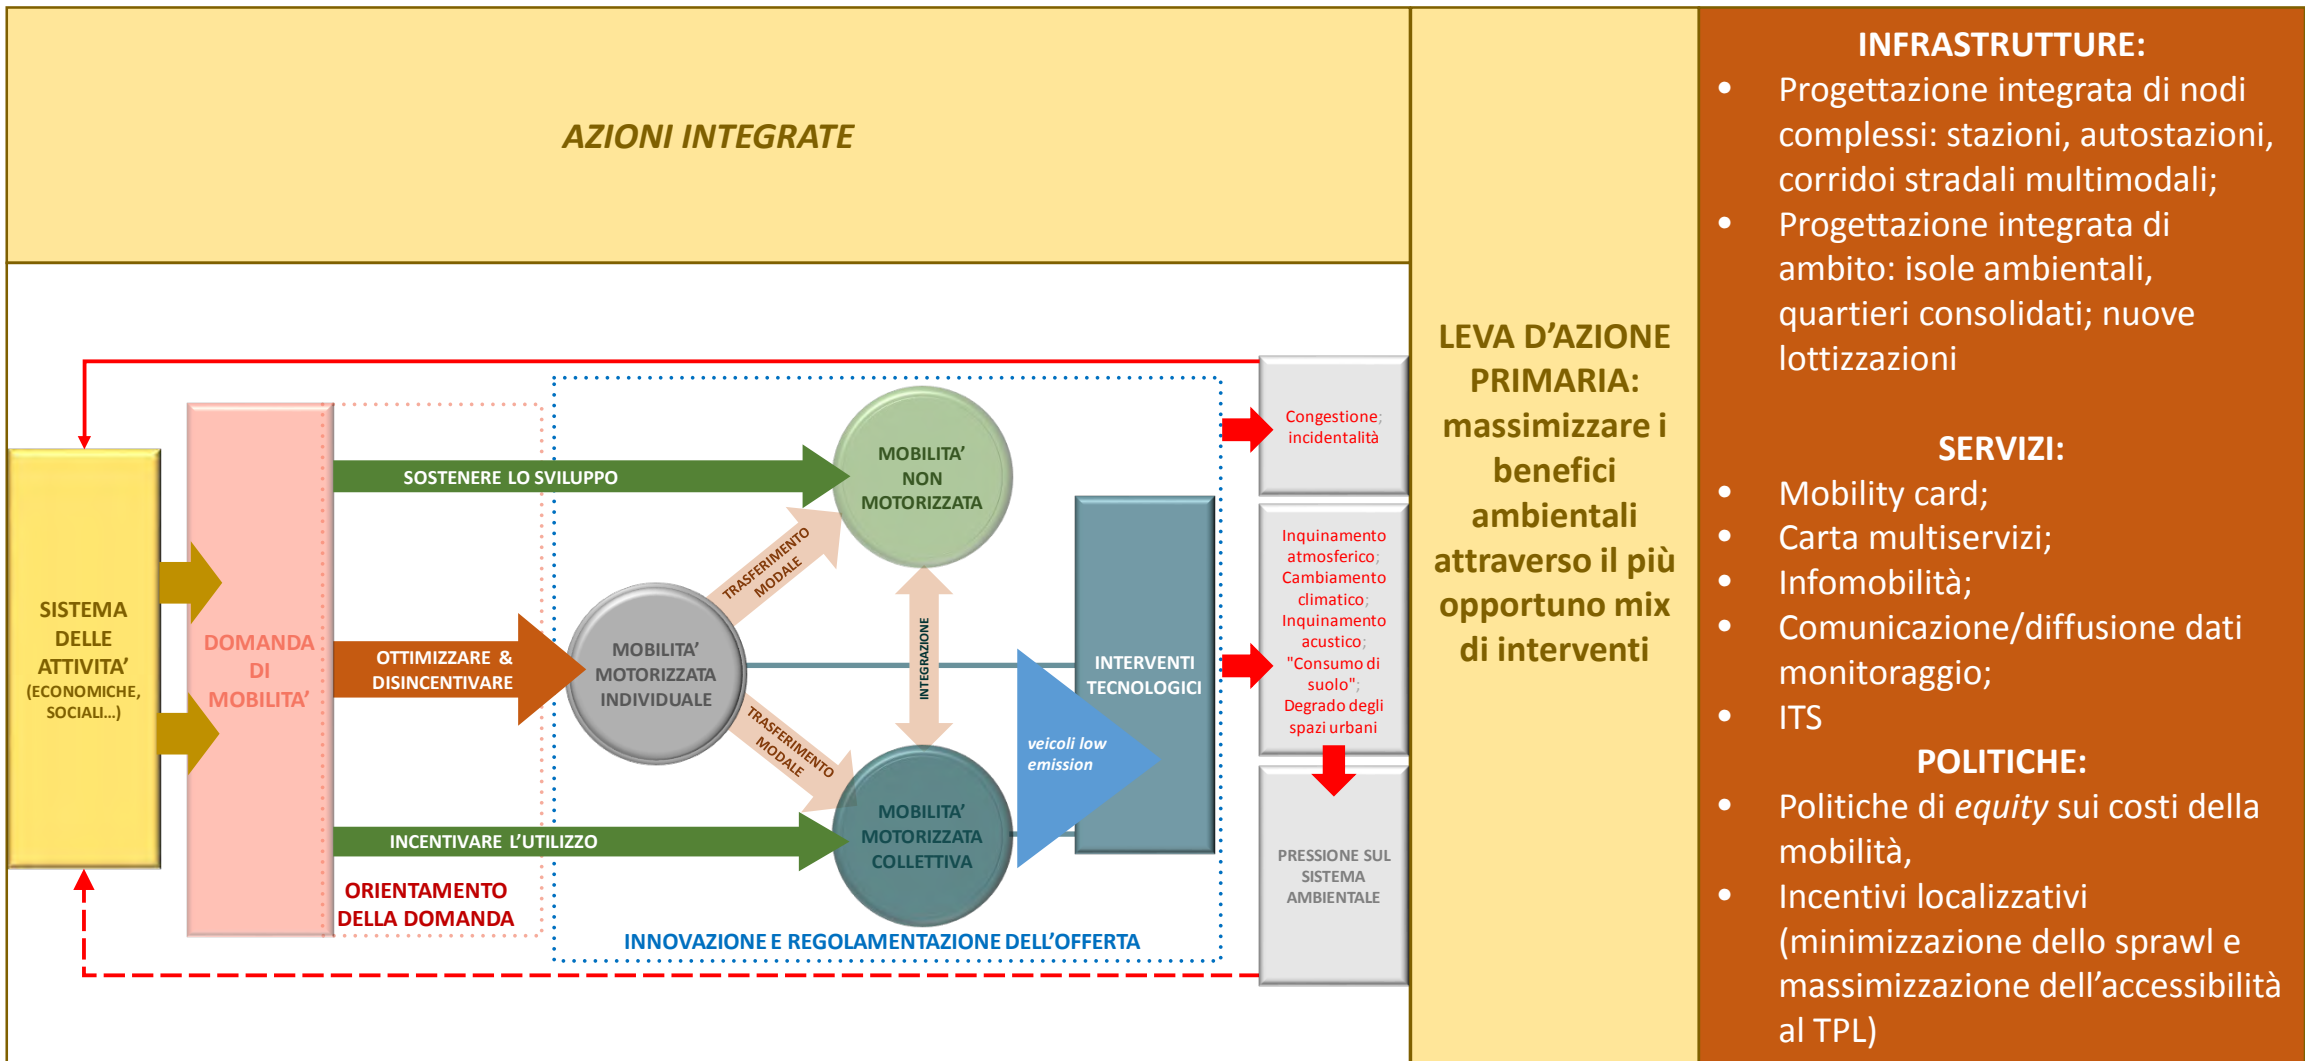 AZIONI INTEGRATE
SISTEMA
DELLE
ATTIVITA’
(ECONOMICHE,
SOCIALI…)
DOMANDA
DI
MOBILITA’
SOSTENERE LO SVILUPPO
OTTIMIZZARE &
DISINCENTIVARE
INCENTIVARE L’UTILIZZO
ORIENTAMENTO
DELLA DOMANDA
MOBILITA’
NON
MOTORIZZATA
TRASFERIMENTO
MODALE
MOBILITA’
MOTORIZZATA
INDIVIDUALE
INTEGRAZIONE
TRASFERIMENTO
MODALE
MOBILITA’
MOTORIZZATA
COLLETTIVA
veicoli low
emission
INTERVENTI
TECNOLOGICI
INNOVAZIONE E REGOLAMENTAZIONE DELL’OFFERTA
Congestione;
incidentalità
Inquinamento
atmosferico;
Cambiamento
climatico;
Inquinamento
acustico;
"Consumo di
suolo";
Degrado degli
spazi urbani
PRESSIONE SUL
SISTEMA
AMBIENTALE
LEVA D’AZIONE
PRIMARIA:
massimizzare i
benefici
ambientali
attraverso il più
opportuno mix
di interventi
INFRASTRUTTURE:
• Progettazione integrata di nodi
complessi: stazioni, autostazioni,
corridoi stradali multimodali;
• Progettazione integrata di
ambito: isole ambientali,
quartieri consolidati; nuove
lottizzazioni
SERVIZI:
• Mobility card;
• Carta multiservizi;
• Infomobilità;
• Comunicazione/diffusione dati
monitoraggio;
• ITS
POLITICHE:
• Politiche di equity sui costi della
mobilità,
• Incentivi localizzativi
(minimizzazione dello sprawl e
massimizzazione dell’accessibilità
al TPL)